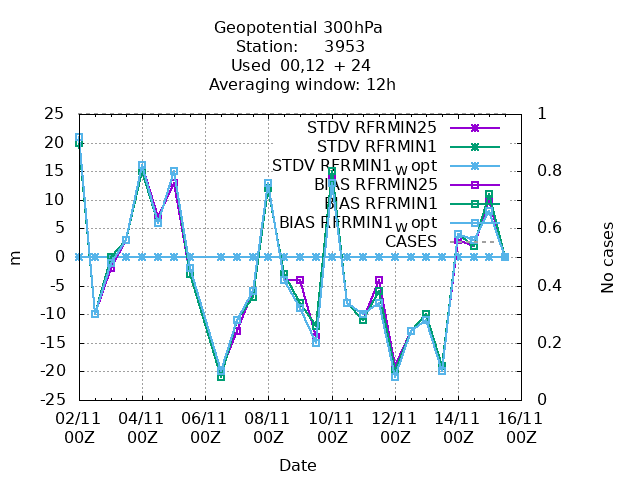 Geopotential 300hPa
Station: 3953
Used 00,12 + 24
Averaging window: 12h
25 1
20
15 0.8
10
5 0.6
0
-5 0.4
-10
-15 0.2
-20
-25 0
m
No cases
STDV RFRMIN25
STDV RFRMIN1
STDV RFRMIN1w opt
BIAS RFRMIN25
BIAS RFRMIN1
BIAS RFRMIN1w opt
CASES
02/11 04/11 06/11 08/11 10/11 12/11 14/11 16/11
00Z 00Z 00Z 00Z 00Z 00Z 00Z 00Z
Date